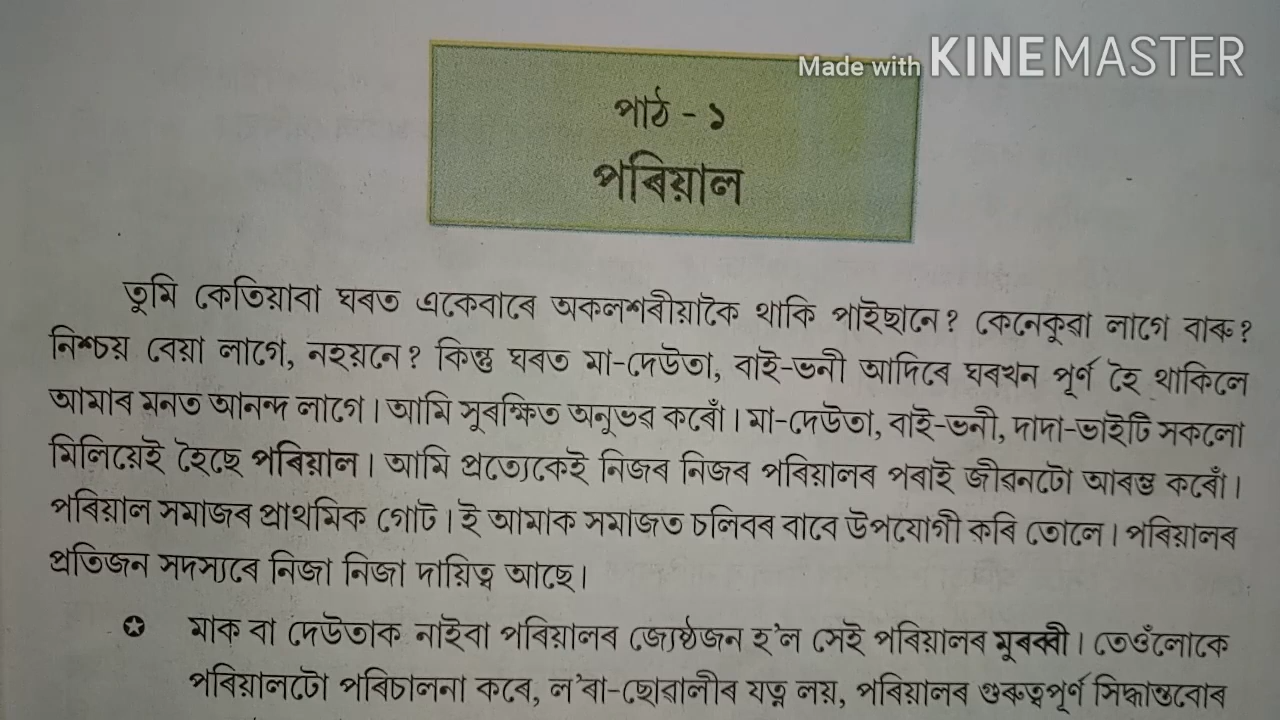 Made with KINEMASTER
পাঠ - ১
পৰিয়াল
তুমি কেতিয়াবা ঘৰত একেবাৰে অকলশৰীয়াকৈ থাকি পাইছানে? কেনেকুৱা লাগে বাৰু?
নিশ্চয় বেয়া লাগে, নহয়নে? কিন্তু ঘৰত মা-দেউতা, বাই-ভনী আদিৰে ঘৰখন পূৰ্ণ হৈ থাকিলে
আমাৰ মনত আনন্দ লাগে। আমি সুৰক্ষিত অনুভৱ কৰোঁ। মা-দেউতা, বাই-ভনী, দাদা-ভাইটি সকলো
মিলিয়েই হৈছে পৰিয়াল। আমি প্ৰত্যেকেই নিজৰ নিজৰ পৰিয়ালৰ পৰাই জীৱনটো আৰম্ভ কৰোঁ।
পৰিয়াল সমাজৰ প্ৰাথমিক গোট। ই আমাক সমাজত চলিবৰ বাবে উপযোগী কৰি তোলে। পৰিয়ালৰ
প্ৰতিজন সদস্যৰে নিজা নিজা দায়িত্ব আছে।
মাক বা দেউতাক নাইবা পৰিয়ালৰ জ্যেষ্ঠজন হ'ল সেই পৰিয়ালৰ মুৰব্বী। তেওঁলোকে
পৰিয়ালটো পৰিচালনা কৰে, ল'ৰা-ছোৱালীৰ যত্ন লয়, পৰিয়ালৰ গুৰুত্বপূৰ্ণ সিদ্ধান্তবোৰ